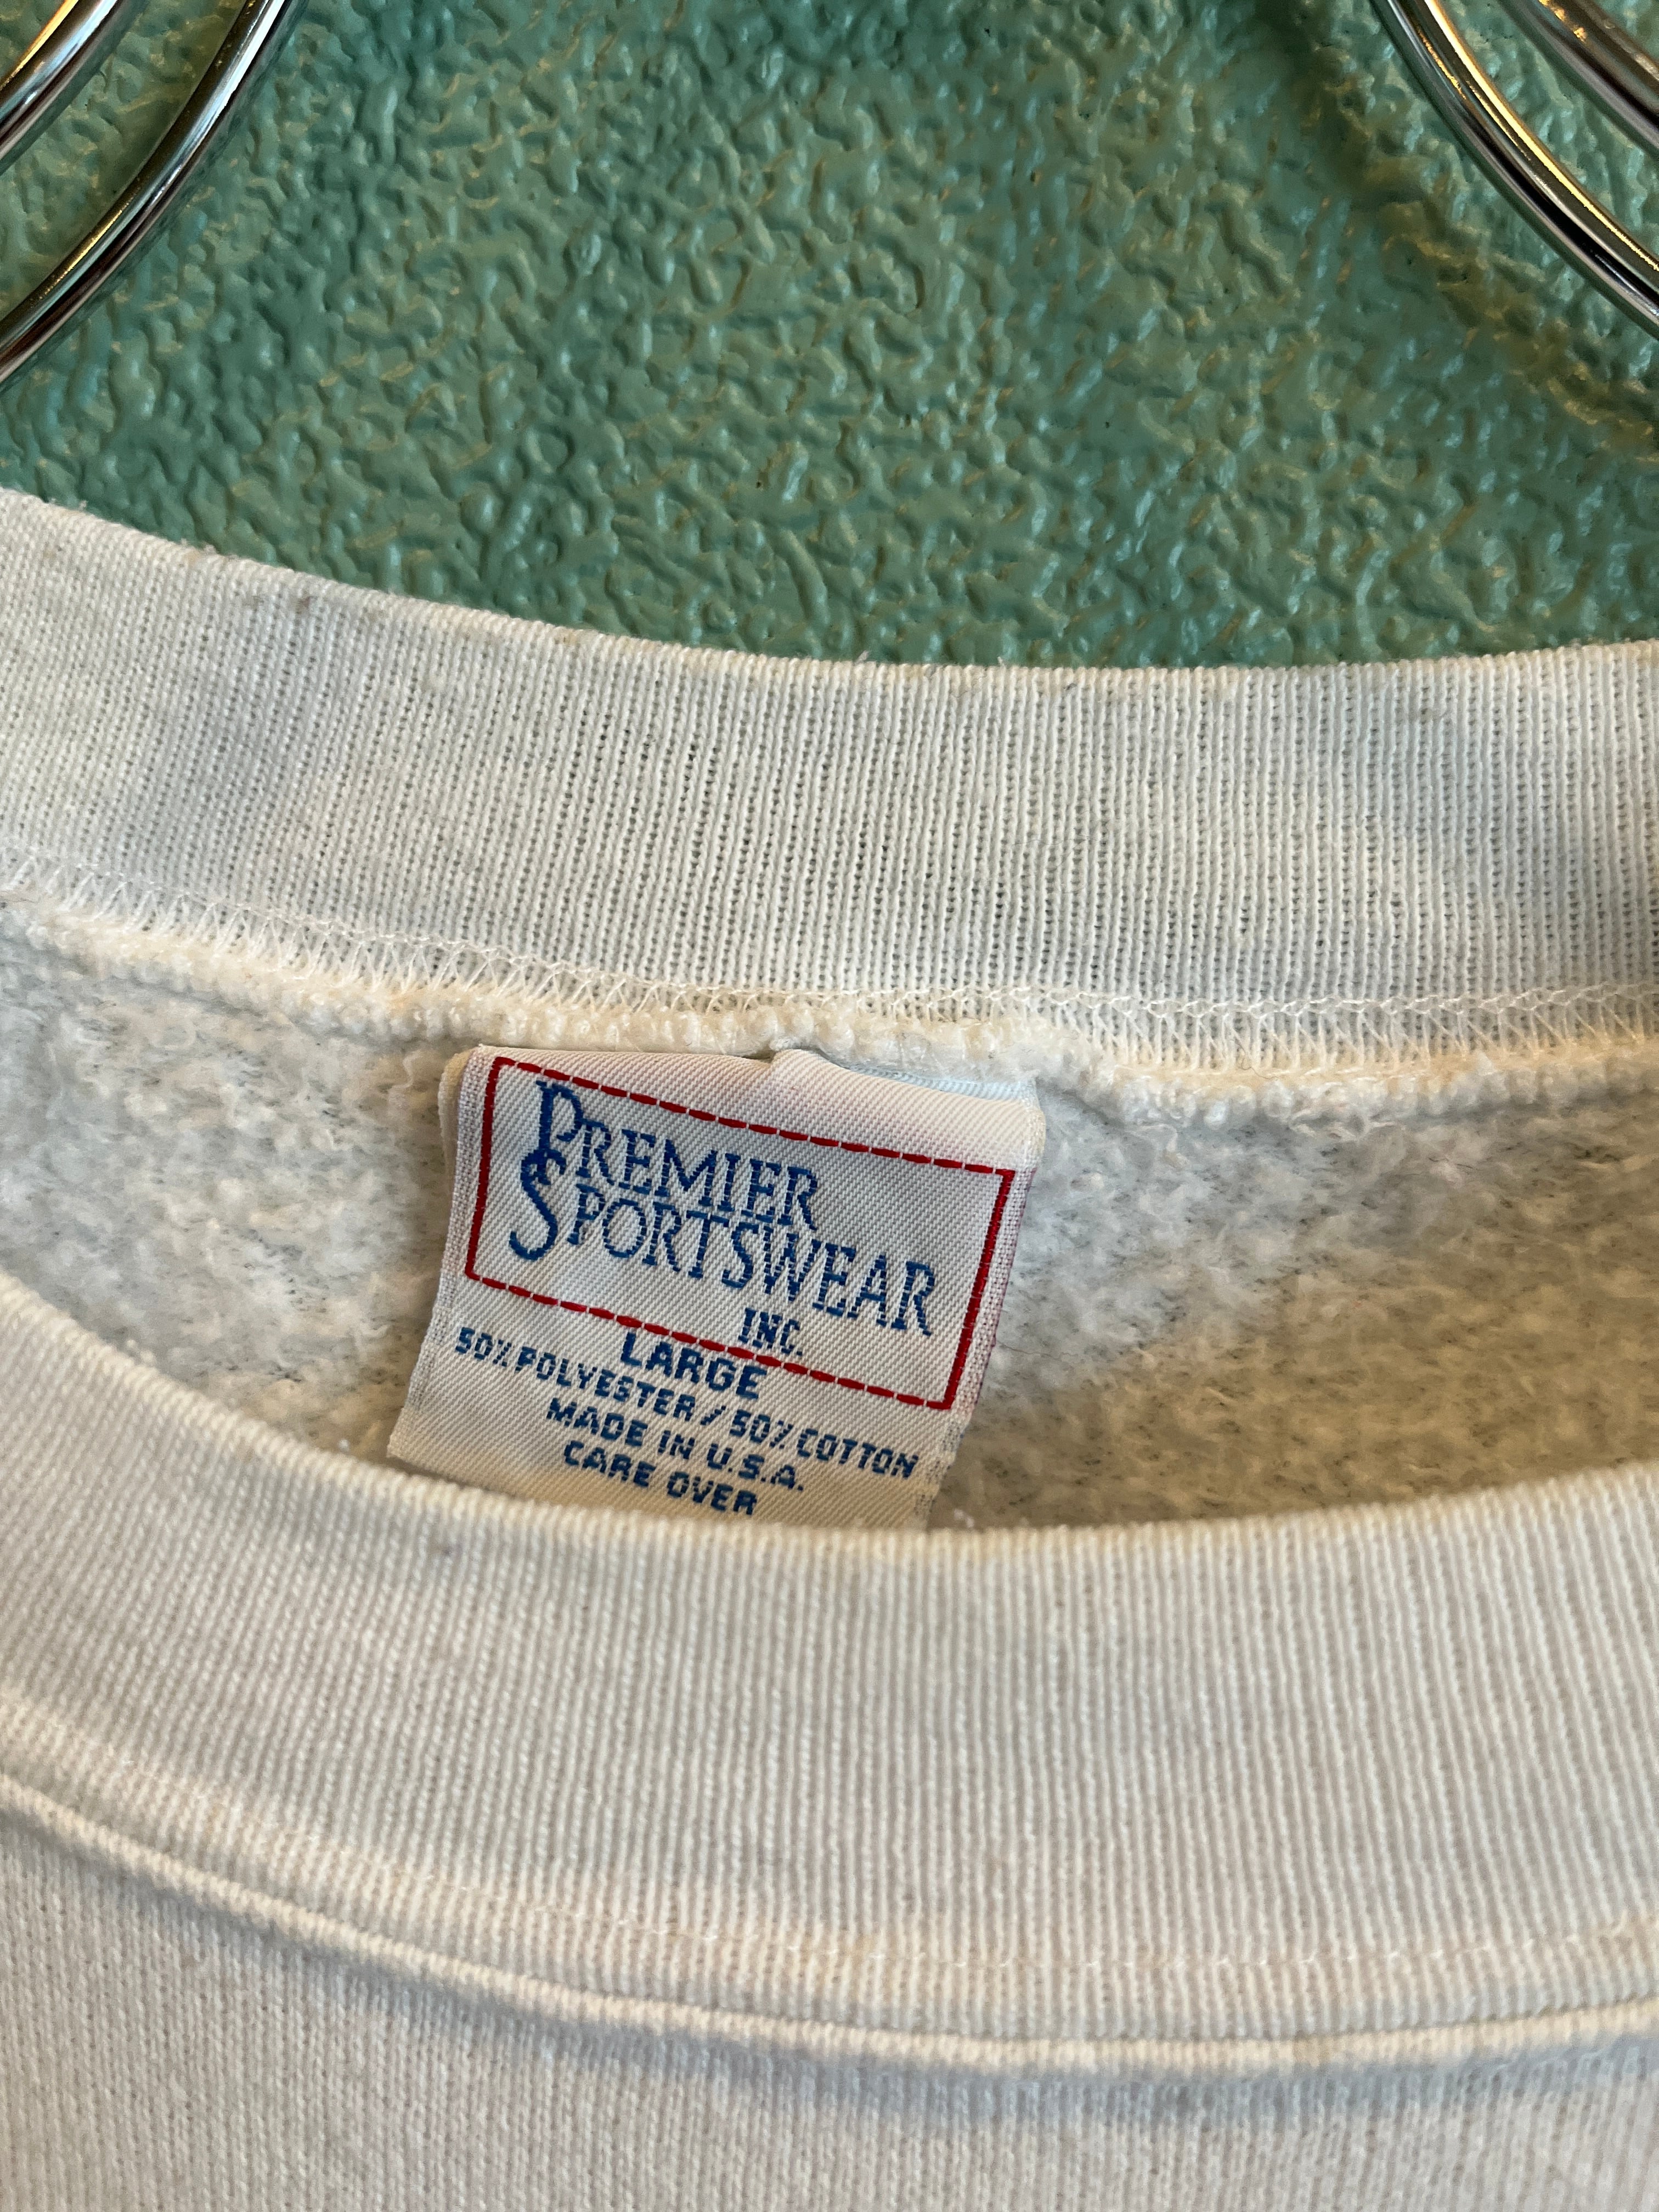 PREMIER
SPORTSWEAR
INC.
LARGE
50% POLYESTER / 50% COTTON
MADE IN U.S.A.
CARE OVER